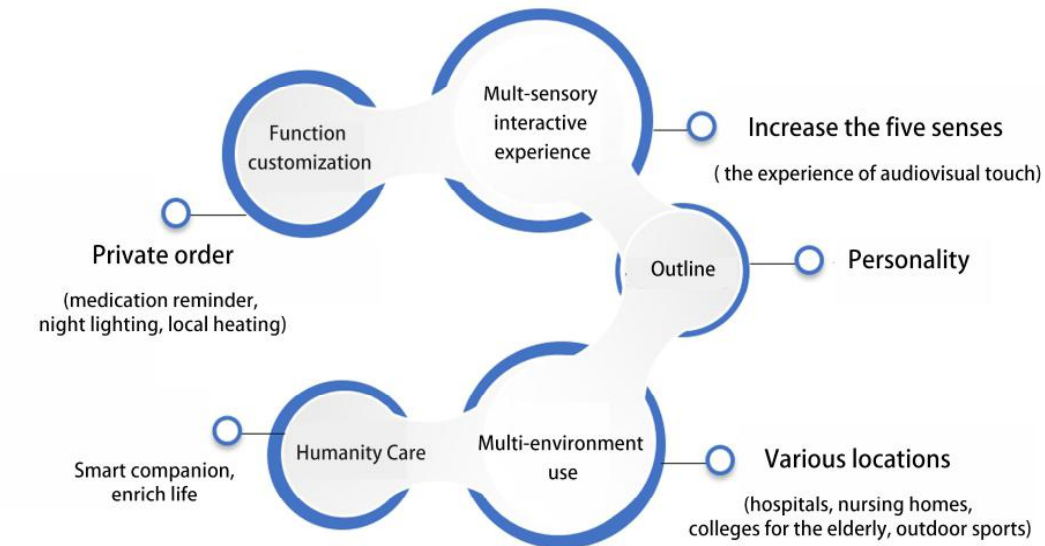 Function
customization
Mult-sensory
interactive
experience
Increase the five senses
( the experience of audiovisual touch)
Private order
(medication reminder,
night lighting, local heating)
Outline
Personality
Humanity Care
Smart companion,
enrich life
Multi-environment
use
Various locations
(hospitals, nursing homes,
colleges for the elderly, outdoor sports)